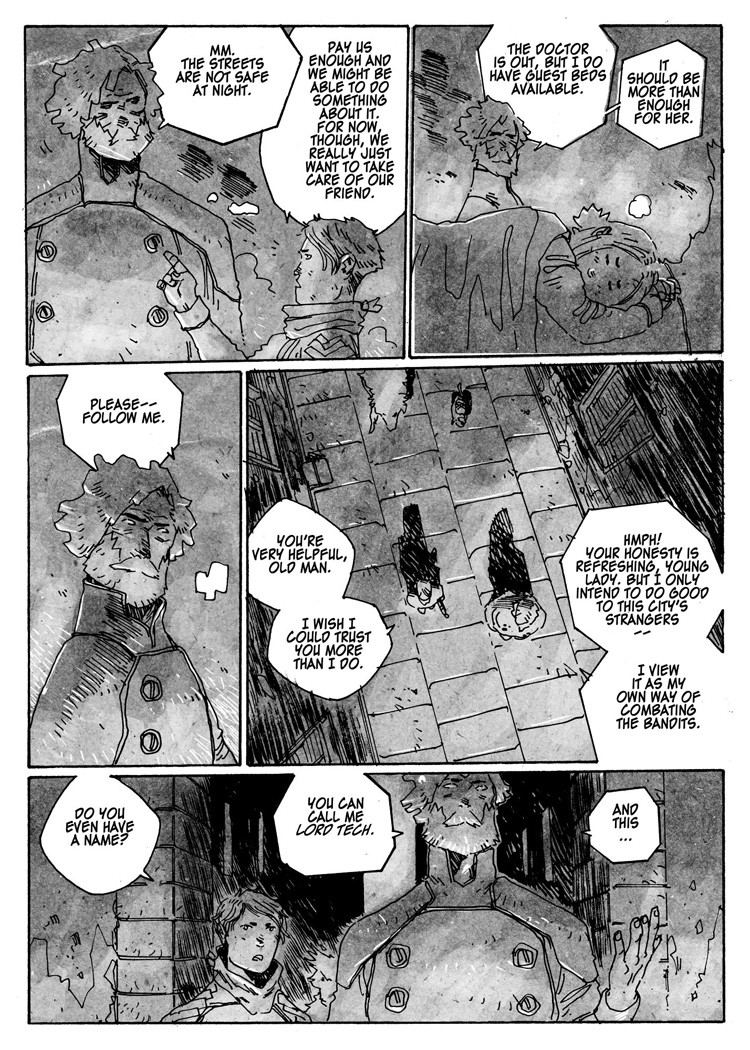 MM.
THE STREETS
ARE NOT SAFE
AT NIGHT.
PAY US
ENOUGH AND
WE MIGHT BE
ABLE TO DO
SOMETHING
ABOUT IT.
FOR NOW,
THOUGH, WE
REALLY JUST
WANT TO TAKE
CARE OF OUR
FRIEND.
THE DOCTOR
IS OUT, BUT I DO
HAVE GUEST BEDS
AVAILABLE.
IT
SHOULD BE
MORE THAN
ENOUGH
FOR HER.
PLEASE--
FOLLOW ME.
YOU'RE
VERY HELPFUL,
OLD MAN.
I WISH I
COULD TRUST
YOU MORE
THAN I DO.
HMPH!
YOUR HONESTY IS
REFRESHING, YOUNG
LADY. BUT I ONLY
INTEND TO DO GOOD
TO THIS CITY'S
STRANGERS
--
I VIEW
IT AS MY
OWN WAY OF
COMBATING
THE BANDITS.
DO YOU
EVEN HAVE
A NAME?
YOU CAN
CALL ME
LORD TECH.
AND
THIS
...